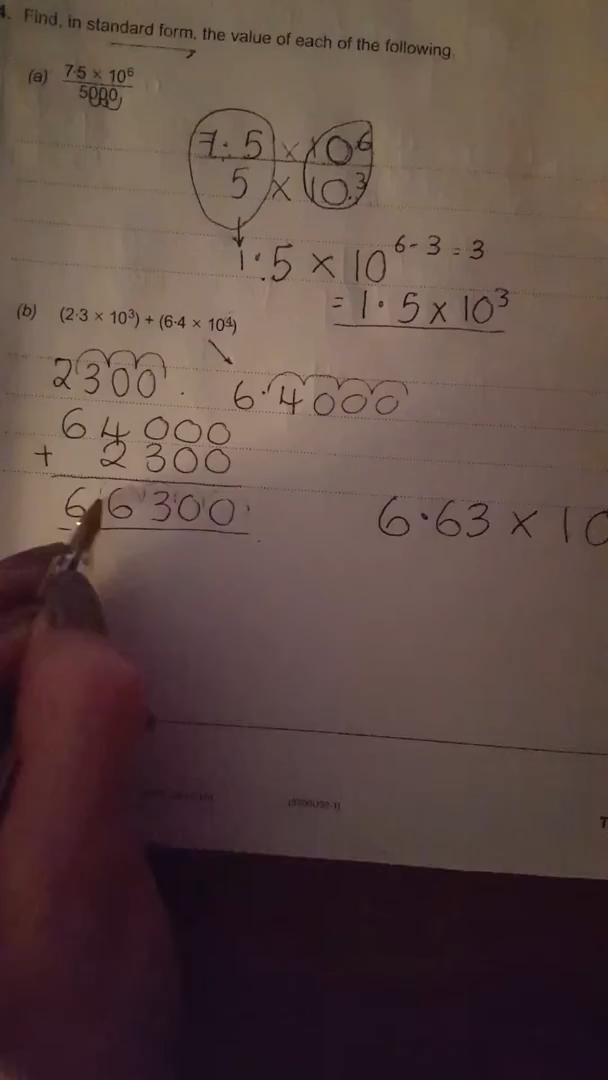 4. Find, in standard form, the value of each of the following.
(a) 7·5 × 10⁶
5000
7.5 × 10⁶
5 × 10³
1.5 × 10⁶⁻³⁼³
= 1.5 × 10³
(b) (2·3 × 10³) + (6·4 × 10⁴)
2300.
6.4000
64000
+ 2300
66300
6.63 × 10